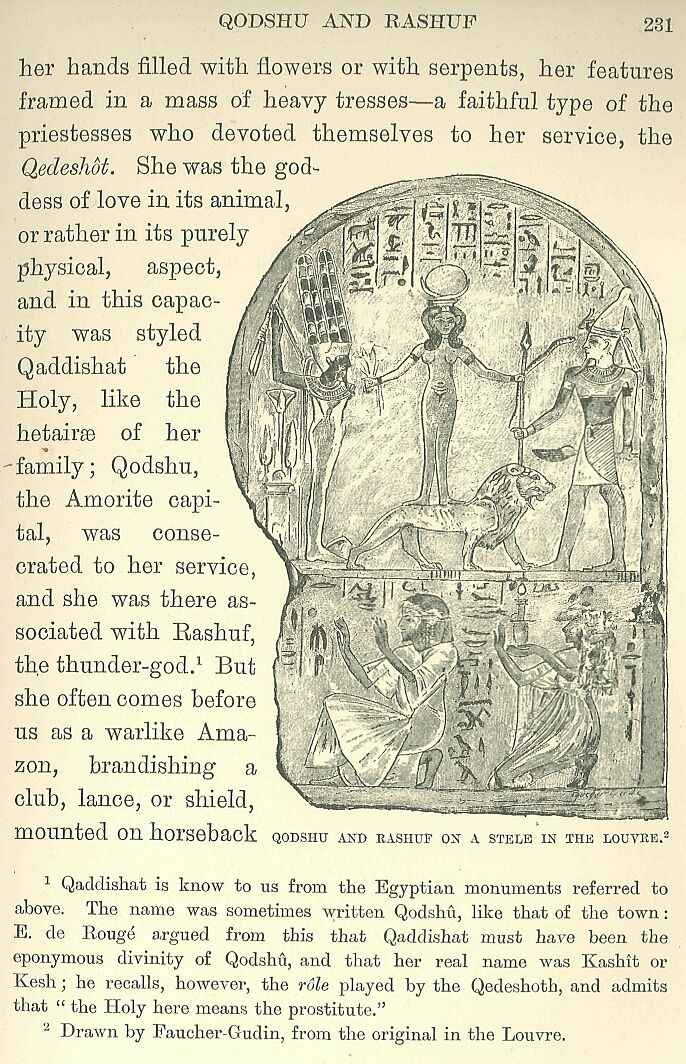 QODSHU AND RASHUF 231
her hands filled with flowers or with serpents, her features
framed in a mass of heavy tresses—a faithful type of the
priestesses who devoted themselves to her service, the
Qedeshôt. She was the god-
dess of love in its animal,
or rather in its purely
physical, aspect,
and in this capac-
ity was styled
Qaddishat the
Holy, like the
hetairæ of her
family; Qodshu,
the Amorite capi-
tal, was conse-
crated to her service,
and she was there as-
sociated with Rashuf,
the thunder-god.¹ But
she often comes before
us as a warlike Ama-
zon, brandishing a
club, lance, or shield,
mounted on horseback
QODSHU AND RASHUF ON A STELE IN THE LOUVRE.²
¹ Qaddishat is know to us from the Egyptian monuments referred to
above. The name was sometimes written Qodshû, like that of the town:
E. de Rougé argued from this that Qaddishat must have been the
eponymous divinity of Qodshû, and that her real name was Kashît or
Kesh; he recalls, however, the rôle played by the Qedeshoth, and admits
that “the Holy here means the prostitute.”
² Drawn by Faucher-Gudin, from the original in the Louvre.